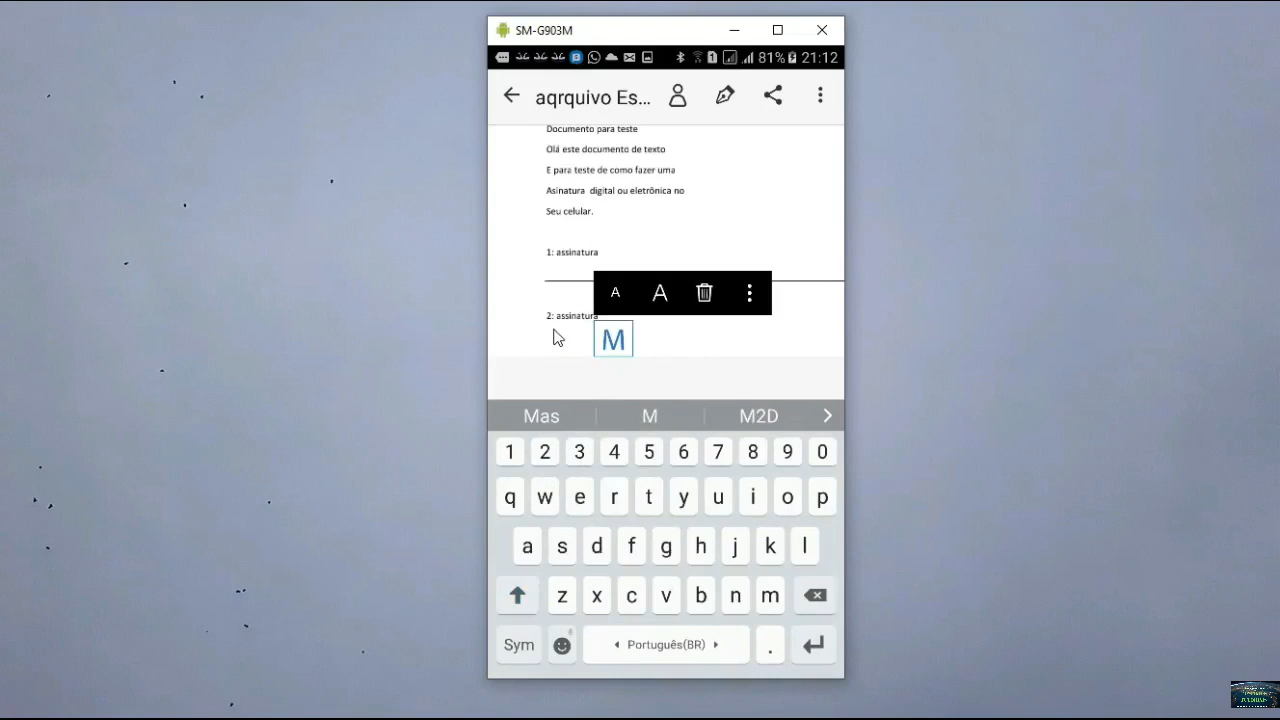 SM-G903M
81% 21:12
aqrquivo Es...
Documento para teste
Olá este documento de texto
E para teste de como fazer uma
Asinatura digital ou eletrônica no
Seu celular.
1: assinatura
A A
2: assinatura
M
Mas M M2D
1 2 3 4 5 6 7 8 9 0
q w e r t y u i o p
a s d f g h j k l
z x c v b n m
Sym Português(BR) .